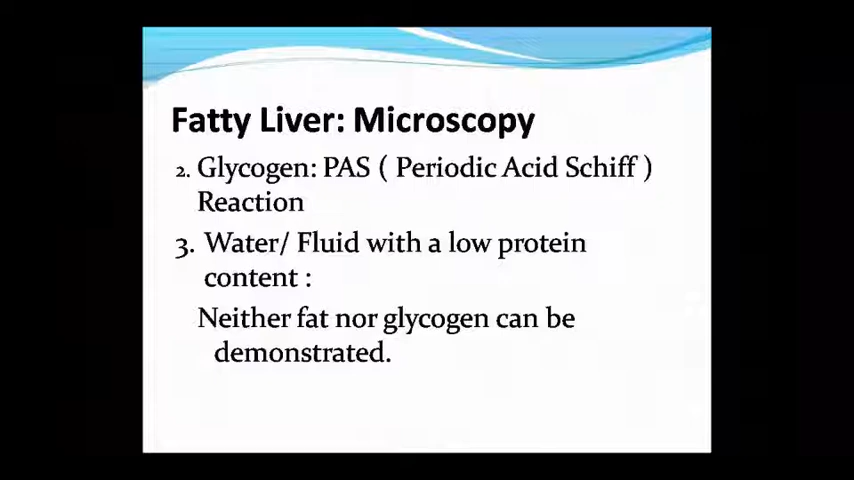 Fatty Liver: Microscopy
2. Glycogen: PAS ( Periodic Acid Schiff )
Reaction
3. Water/ Fluid with a low protein
content :
Neither fat nor glycogen can be
demonstrated.